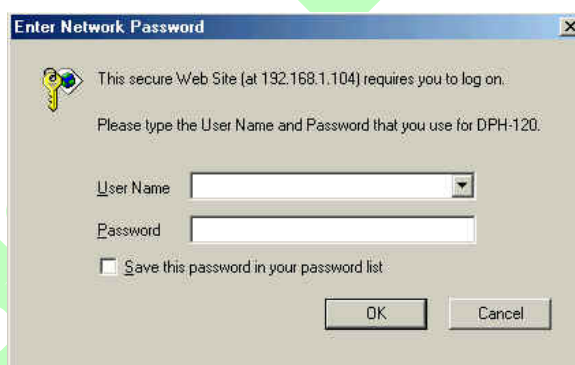 Enter Network Password
This secure Web Site (at 192.168.1.104) requires you to log on.
Please type the User Name and Password that you use for DPH-120.
User Name
Password
Save this password in your password list
OK
Cancel